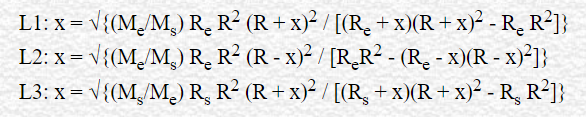 L1: x = √{(Mₑ/Mₛ) Rₑ R² (R + x)² / [(Rₑ + x)(R + x)² - Rₑ R²]}
L2: x = √{(Mₑ/Mₛ) Rₑ R² (R - x)² / [RₑR² - (Rₑ - x)(R - x)²]}
L3: x = √{(Mₛ/Mₑ) Rₛ R² (R + x)² / [(Rₛ + x)(R + x)² - Rₛ R²]}